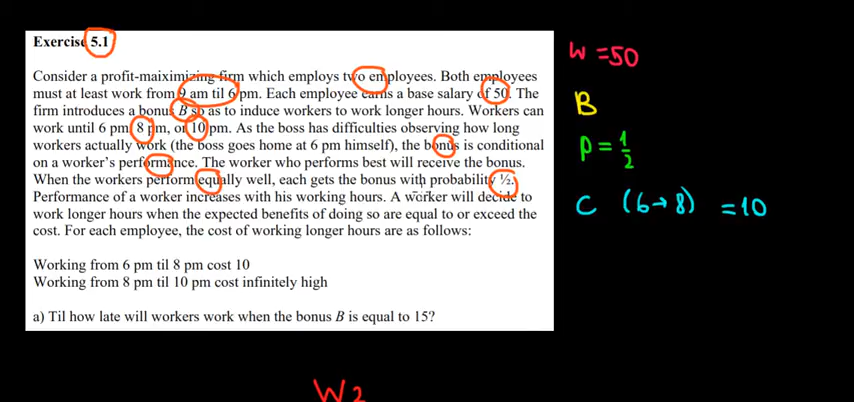 Exercise 5.1
Consider a profit-maiximizing firm which employs two employees. Both employees
must at least work from 9 am til 6 pm. Each employee earns a base salary of 50. The
firm introduces a bonus B so as to induce workers to work longer hours. Workers can
work until 6 pm, 8 pm, or 10 pm. As the boss has difficulties observing how long
workers actually work (the boss goes home at 6 pm himself), the bonus is conditional
on a worker's performance. The worker who performs best will receive the bonus.
When the workers perform equally well, each gets the bonus with probability ½.
Performance of a worker increases with his working hours. A worker will decide to
work longer hours when the expected benefits of doing so are equal to or exceed the
cost. For each employee, the cost of working longer hours are as follows:
Working from 6 pm til 8 pm cost 10
Working from 8 pm til 10 pm cost infinitely high
a) Til how late will workers work when the bonus B is equal to 15?
W = 50
B
P = 1/2
C (6→8) = 10
W2